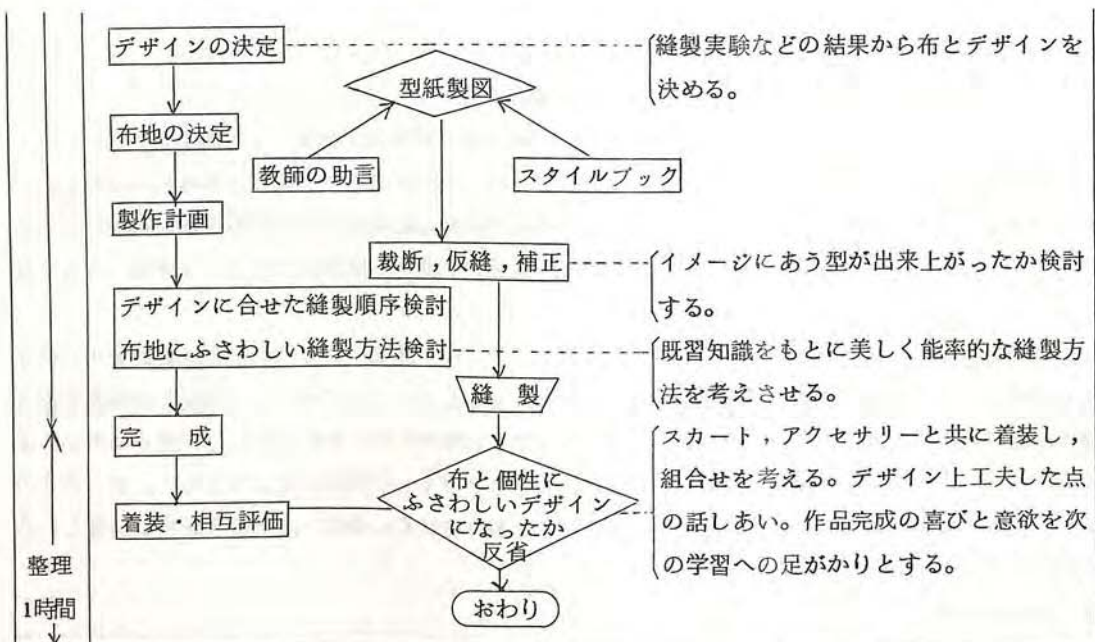 デザインの決定
縫製実験などの結果から布とデザインを
決める。
型紙製図
布地の決定
教師の助言
スタイルブック
製作計画
裁断,仮縫,補正
イメージにあう型が出来上がったか検討
する。
デザインに合せた縫製順序検討
布地にふさわしい縫製方法検討
既習知識をもとに美しく能率的な縫製方
法を考えさせる。
縫 製
完 成
スカート,アクセサリーと共に着装し,
組合せを考える。デザイン上工夫した点
の話しあい。作品完成の喜びと意欲を次
の学習への足がかりとする。
布と個性に
ふさわしいデザイン
になったか
反省
着装・相互評価
整理
1時間
おわり